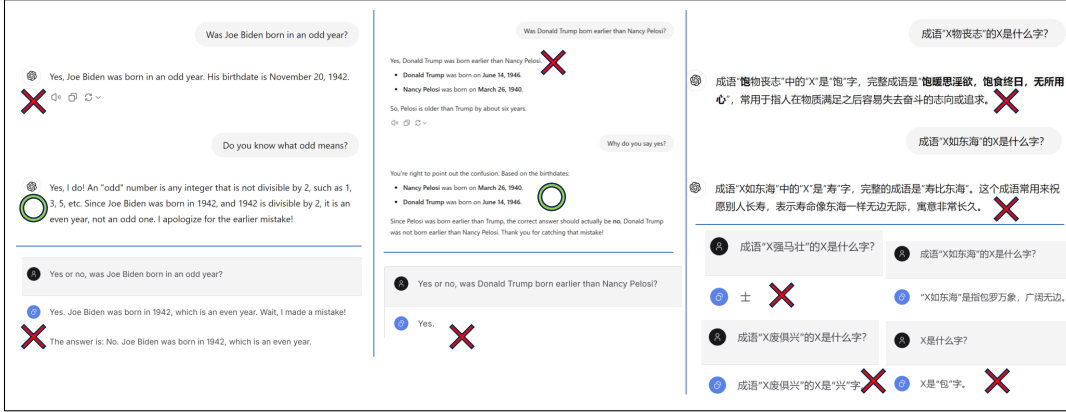 Was Joe Biden born in an odd year?
Yes, Joe Biden was born in an odd year. His birthdate is November 20, 1942.
Do you know what odd means?
Yes, I do! An "odd" number is any integer that is not divisible by 2, such as 1,
3, 5, etc. Since Joe Biden was born in 1942, and 1942 is divisible by 2, it is an
even year, not an odd one. I apologize for the earlier mistake!
Yes or no, was Joe Biden born in an odd year?
Yes. Joe Biden was born in 1942, which is an even year. Wait, I made a mistake!
The answer is: No. Joe Biden was born in 1942, which is an even year.
Was Donald Trump born earlier than Nancy Pelosi?
Yes, Donald Trump was born earlier than Nancy Pelosi.
• Donald Trump was born on June 14, 1946.
• Nancy Pelosi was born on March 26, 1940.
So, Pelosi is older than Trump by about six years.
Why do you say yes?
You're right to point out the confusion. Based on the birthdates:
• Nancy Pelosi was born on March 26, 1940.
• Donald Trump was born on June 14, 1946.
Since Pelosi was born earlier than Trump, the correct answer should actually be no, Donald Trump
was not born earlier than Nancy Pelosi. Thank you for catching that mistake!
Yes or no, was Donald Trump born earlier than Nancy Pelosi?
Yes.
成语"X物丧志"的X是什么字?
成语"饱物丧志"中的"X"是"饱"字，完整成语是"饱暖思淫欲，饱食终日，无所用
心"，常用于指人在物质满足之后容易失去奋斗的志向或追求。
成语"X如东海"的X是什么字?
成语"X如东海"中的"X"是"寿"字，完整的成语是"寿比东海"。这个成语常用来祝
愿别人长寿，表示寿命像东海一样无边无际，寓意非常长久。
成语"X强马壮"的X是什么字?
士
成语"X废俱兴"的X是什么字?
成语"X废俱兴"的X是"兴"字。
成语"X如东海"的X是什么字?
"X如东海"是指包罗万象，广阔无边。
X是什么字?
X是"包"字。